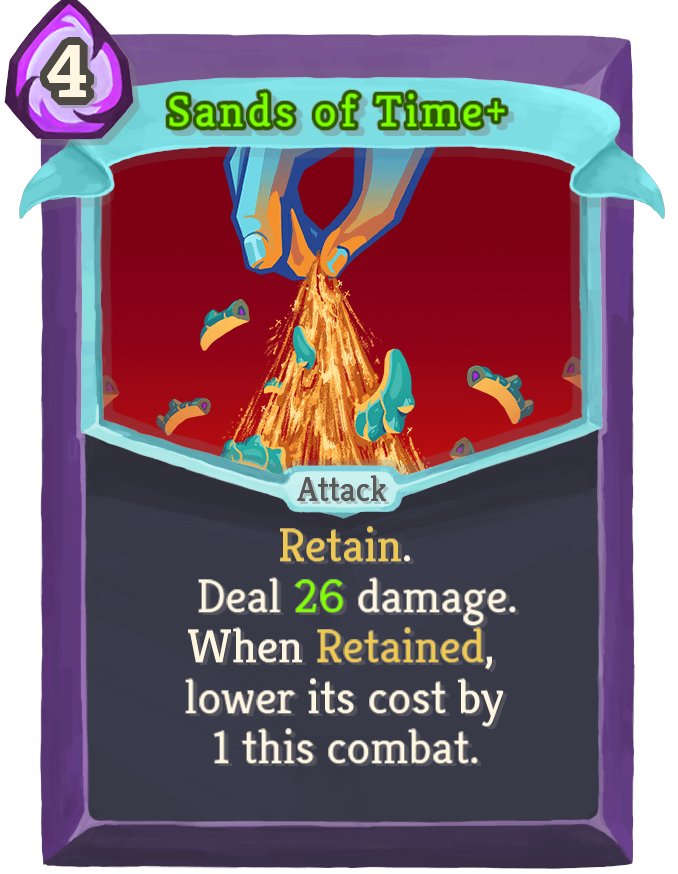 4
Sands of Time+
Attack
Retain.
Deal 26 damage.
When Retained,
lower its cost by
1 this combat.